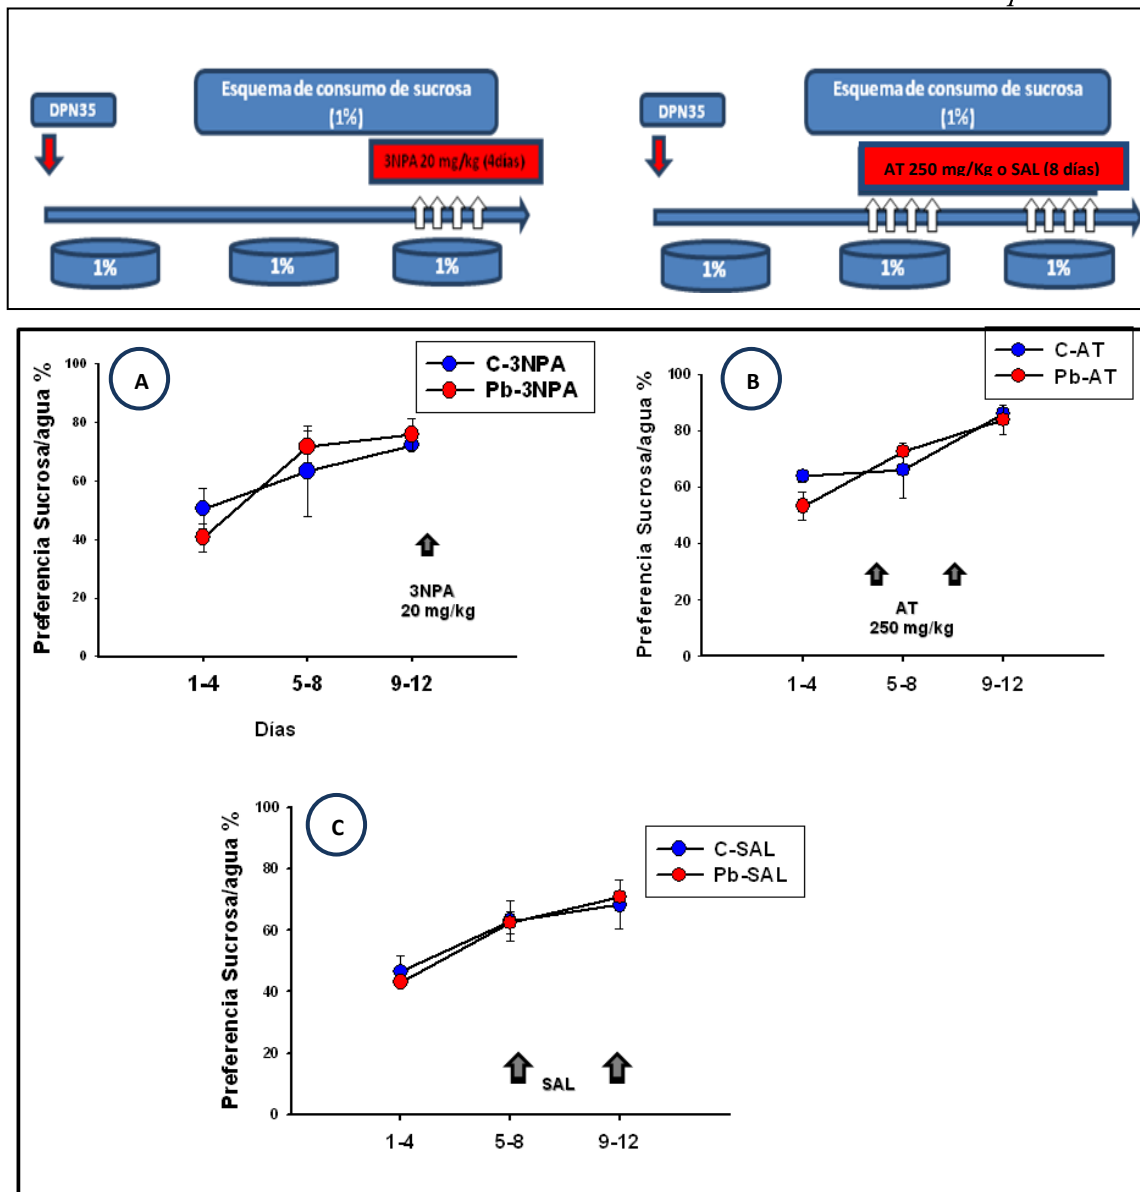 DPN35
Esquema de consumo de sucrosa
(1%)
3NPA 20 mg/kg (4días)
1%
1%
1%
DPN35
Esquema de consumo de sucrosa
(1%)
AT 250 mg/Kg o SAL (8 días)
1%
1%
1%
A
C-3NPA
Pb-3NPA
Preferencia Sucrosa/agua %
100
80
60
40
20
0
3NPA
20 mg/kg
1-4
5-8
9-12
Días
B
C-AT
Pb-AT
Preferencia Sucrosa/agua %
100
80
60
40
20
0
AT
250 mg/kg
1-4
5-8
9-12
C
C-SAL
Pb-SAL
Preferencia Sucrosa/agua %
100
80
60
40
20
0
SAL
1-4
5-8
9-12